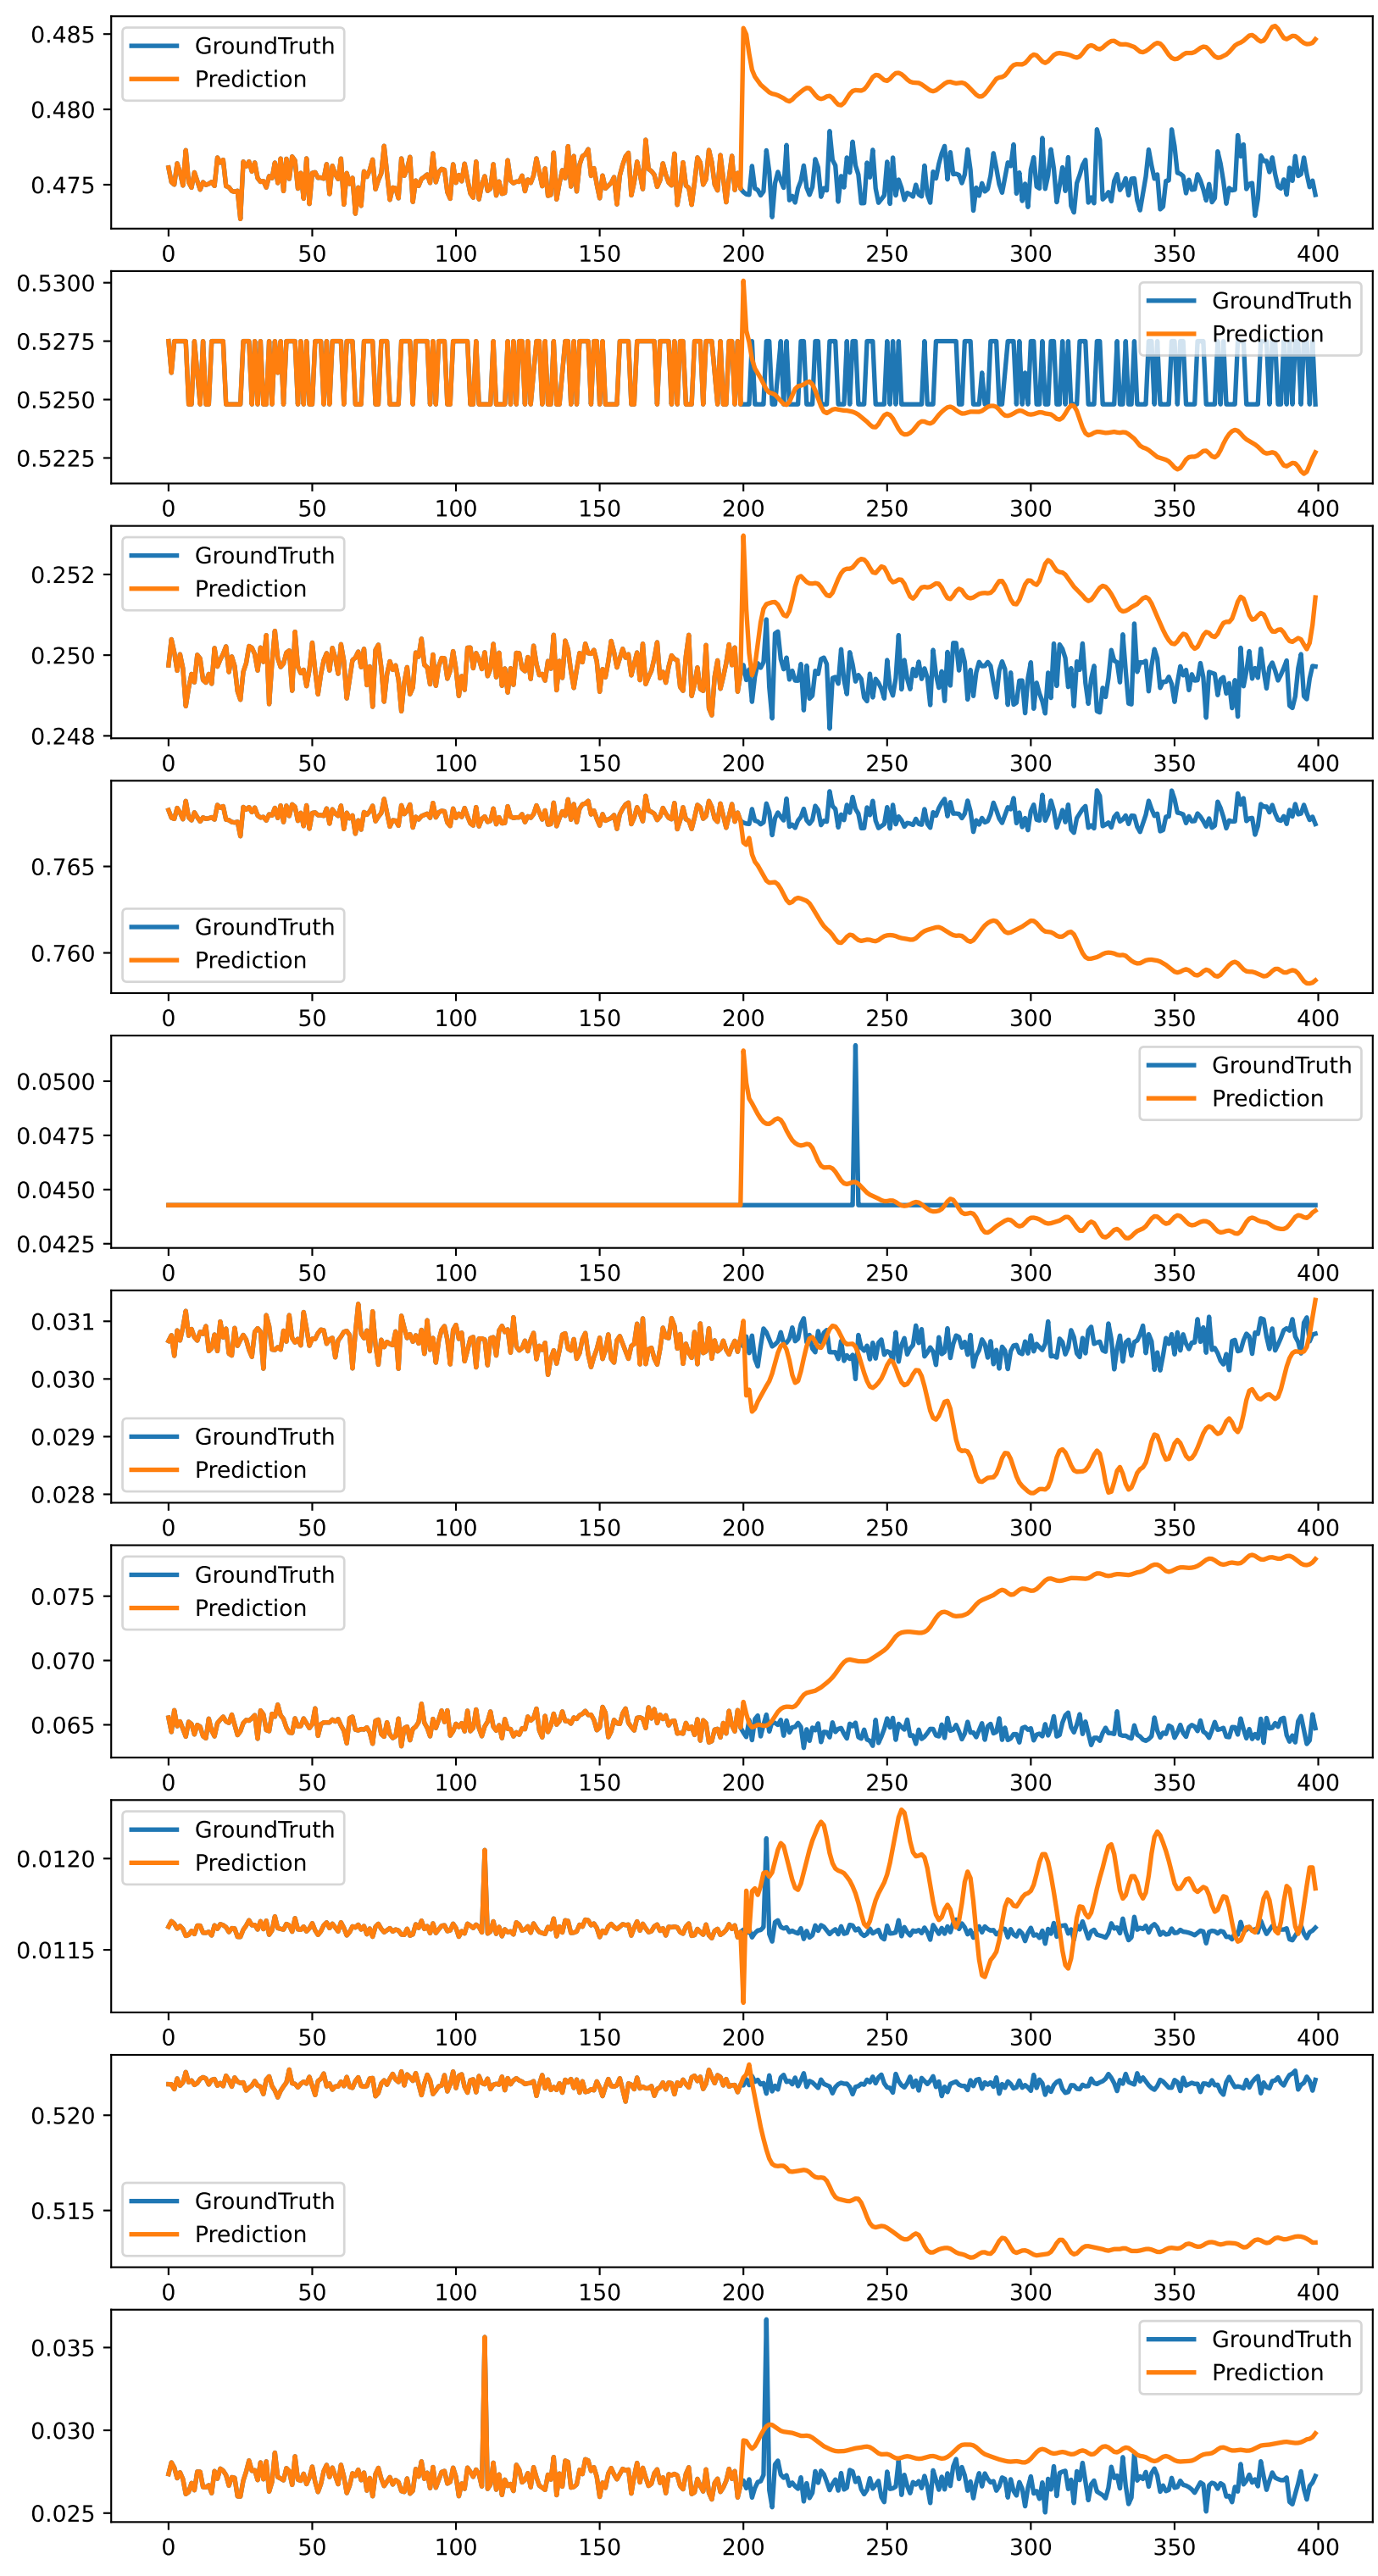 0.485
GroundTruth
Prediction
0.480
0.475
0 50 100 150 200 250 300 350 400
0.5300
GroundTruth
Prediction
0.5275
0.5250
0.5225
0 50 100 150 200 250 300 350 400
GroundTruth
0.252
Prediction
0.250
0.248
0 50 100 150 200 250 300 350 400
0.765
GroundTruth
0.760
Prediction
0 50 100 150 200 250 300 350 400
GroundTruth
0.0500
Prediction
0.0475
0.0450
0.0425
0 50 100 150 200 250 300 350 400
0.031
0.030
0.029
GroundTruth
Prediction
0.028
0 50 100 150 200 250 300 350 400
GroundTruth
0.075
Prediction
0.070
0.065
0 50 100 150 200 250 300 350 400
GroundTruth
0.0120
Prediction
0.0115
0 50 100 150 200 250 300 350 400
0.520
GroundTruth
0.515
Prediction
0 50 100 150 200 250 300 350 400
GroundTruth
0.035
Prediction
0.030
0.025
0 50 100 150 200 250 300 350 400